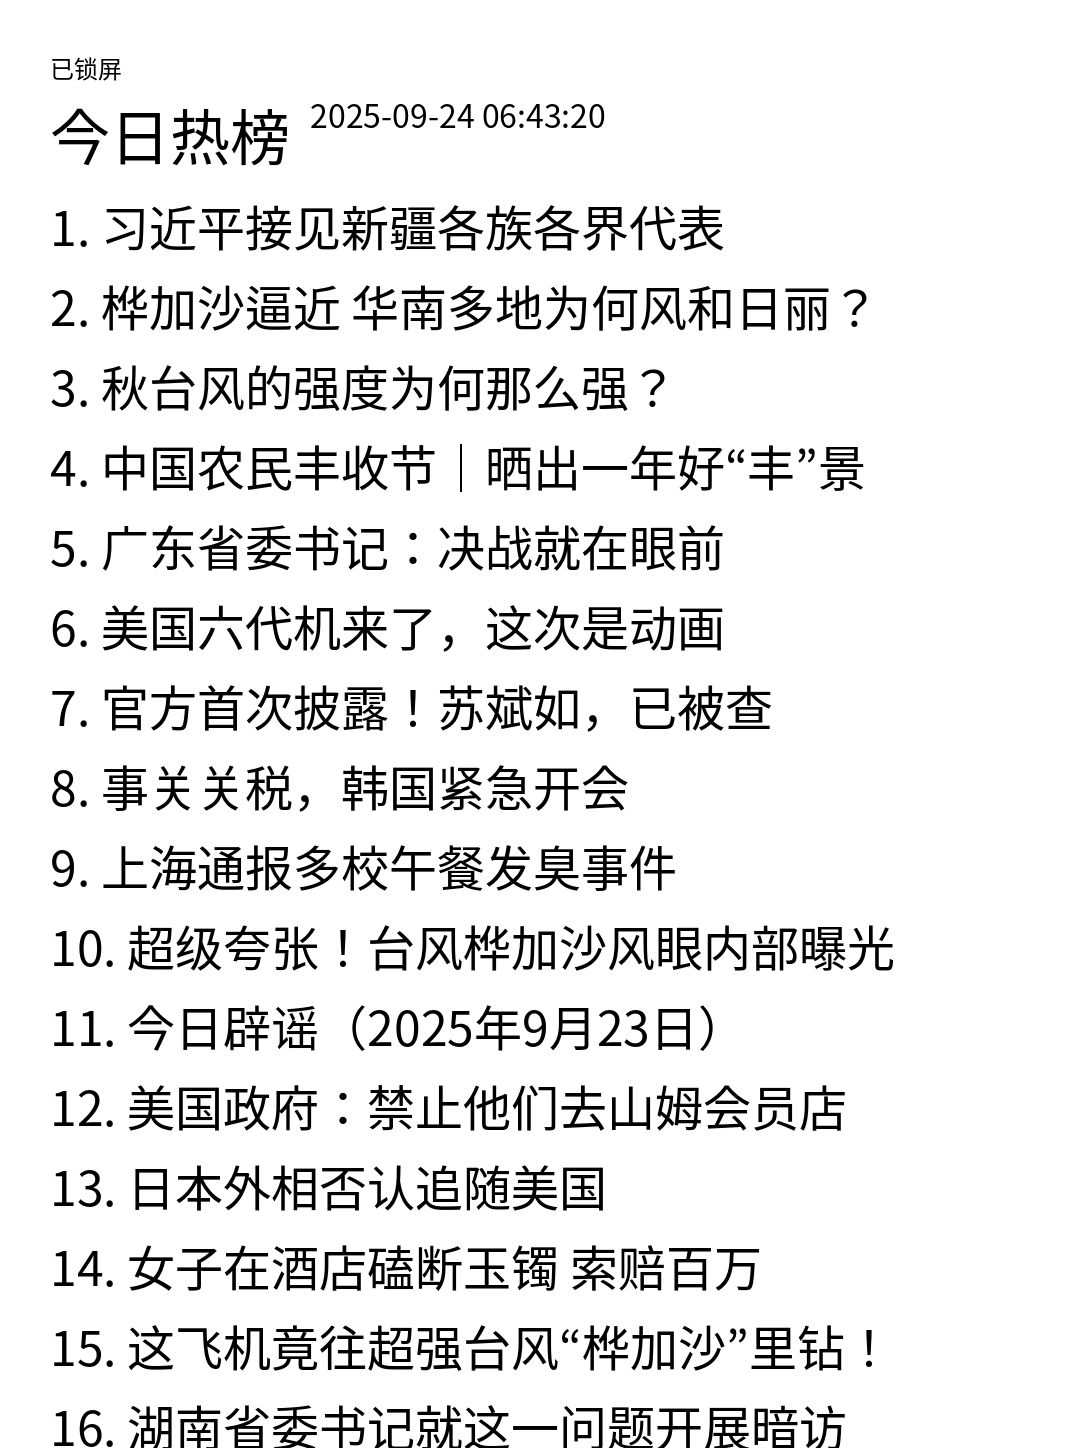 已锁屏
今日热榜 2025-09-24 06:43:20
1. 习近平接见新疆各族各界代表
2. 桦加沙逼近 华南多地为何风和日丽？
3. 秋台风的强度为何那么强？
4. 中国农民丰收节｜晒出一年好“丰”景
5. 广东省委书记：决战就在眼前
6. 美国六代机来了，这次是动画
7. 官方首次披露！苏斌如，已被查
8. 事关关税，韩国紧急开会
9. 上海通报多校午餐发臭事件
10. 超级夸张！台风桦加沙风眼内部曝光
11. 今日辟谣（2025年9月23日）
12. 美国政府：禁止他们去山姆会员店
13. 日本外相否认追随美国
14. 女子在酒店磕断玉镯 索赔百万
15. 这飞机竟往超强台风“桦加沙”里钻！
16. 湖南省委书记就这一问题开展暗访